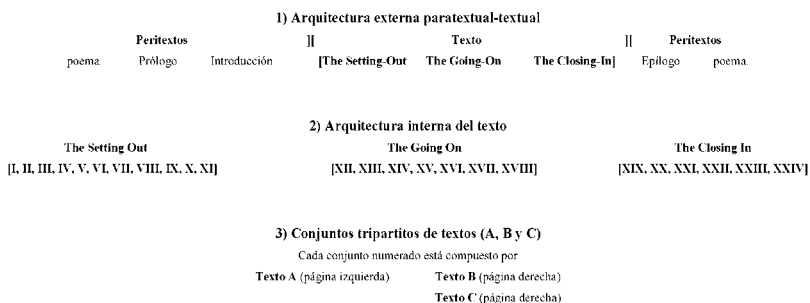 1) Arquitectura externa paratextual-textual
Peritextos ][ Texto ][ Peritextos
poema Prólogo Introducción [The Setting-Out The Going-On The Closing-In] Epílogo poema.
2) Arquitectura interna del texto
The Setting Out The Going On The Closing In
[I, II, III, IV, V, VI, VII, VIII, IX, X, XI] [XII, XIII, XIV, XV, XVI, XVII, XVIII] [XIX, XX, XXI, XXII, XXIII, XXIV]
3) Conjuntos tripartitos de textos (A, B y C)
Cada conjunto numerado está compuesto por
Texto A (página izquierda) Texto B (página derecha)
Texto C (página derecha)